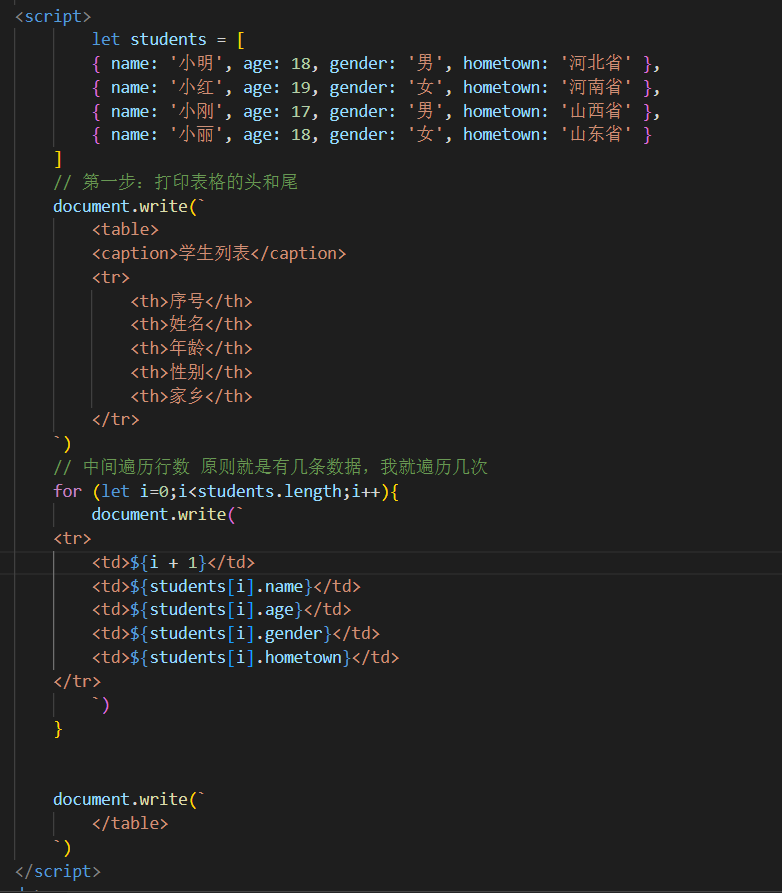 <script>
let students = [
{ name: '小明', age: 18, gender: '男', hometown: '河北省' },
{ name: '小红', age: 19, gender: '女', hometown: '河南省' },
{ name: '小刚', age: 17, gender: '男', hometown: '山西省' },
{ name: '小丽', age: 18, gender: '女', hometown: '山东省' }
]
// 第一步：打印表格的头和尾
document.write(`
<table>
<caption>学生列表</caption>
<tr>
<th>序号</th>
<th>姓名</th>
<th>年龄</th>
<th>性别</th>
<th>家乡</th>
</tr>
`)
// 中间遍历行数 原则就是有几条数据，我就遍历几次
for (let i=0;i<students.length;i++){
document.write(`
<tr>
<td>${i + 1}</td>
<td>${students[i].name}</td>
<td>${students[i].age}</td>
<td>${students[i].gender}</td>
<td>${students[i].hometown}</td>
</tr>
`)
}
document.write(`
</table>
`)
</script>